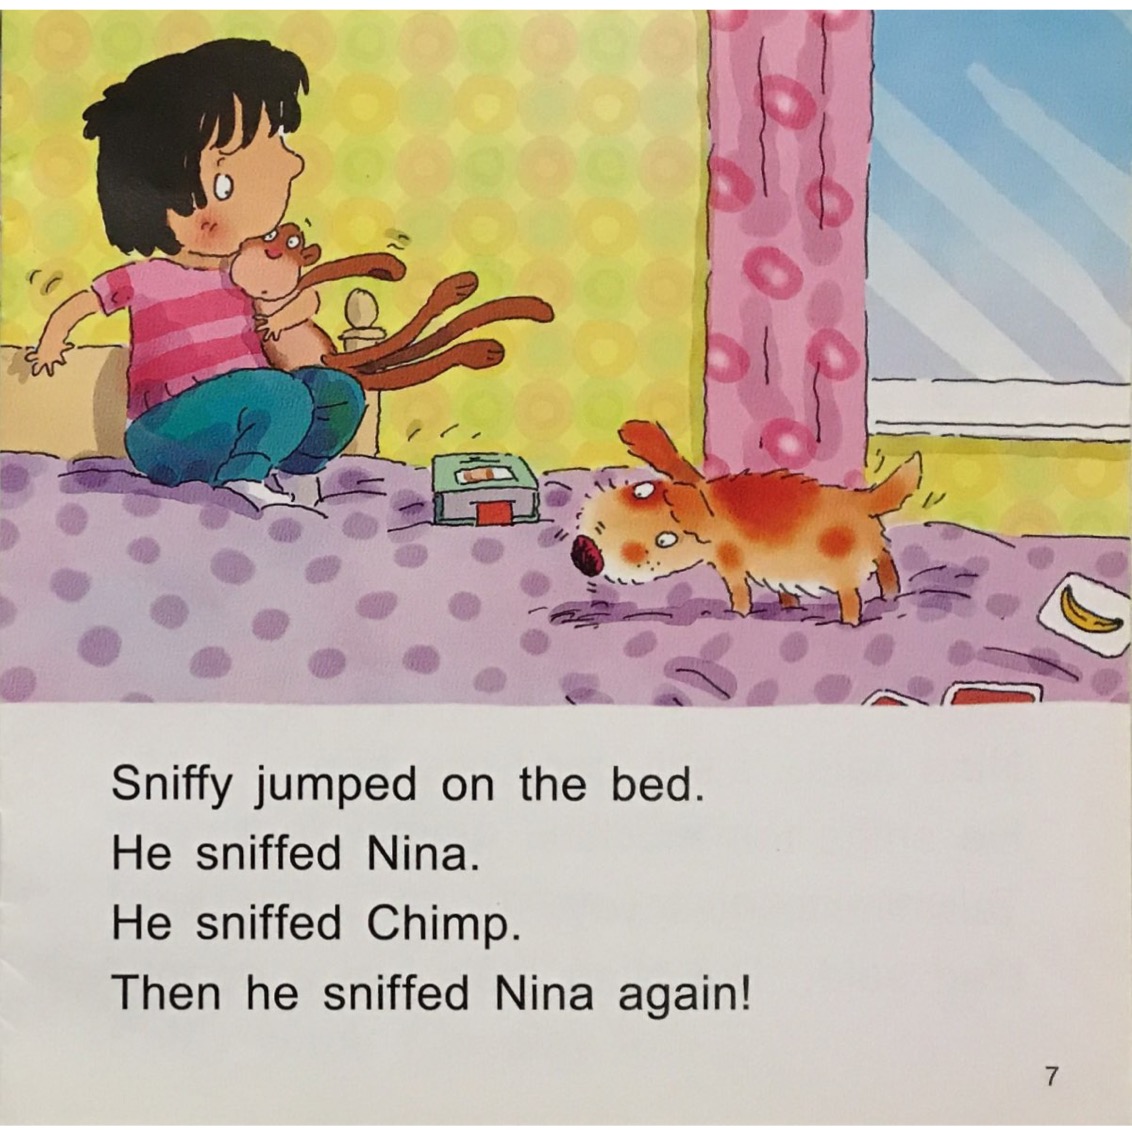 Sniffy jumped on the bed.
He sniffed Nina.
He sniffed Chimp.
Then he sniffed Nina again!
7